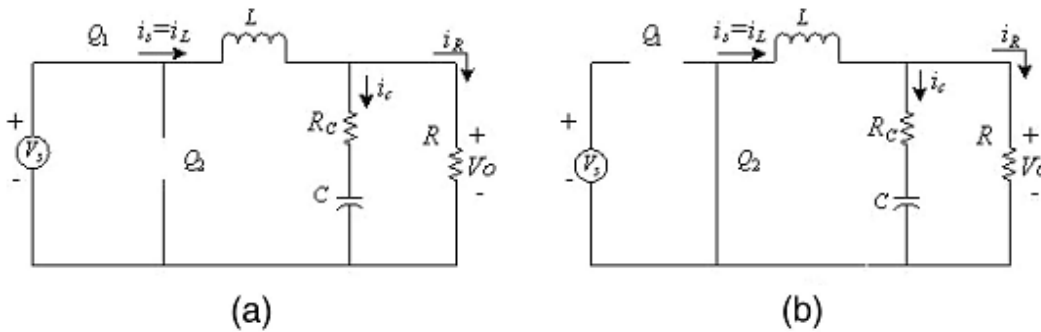 Q1 is=iL L iR
ic
+ RC R +
Vs Q2 VO
- C -
(a)
Q1 is=iL L iR
ic
+ RC R +
Vs Q2 VO
- C -
(b)